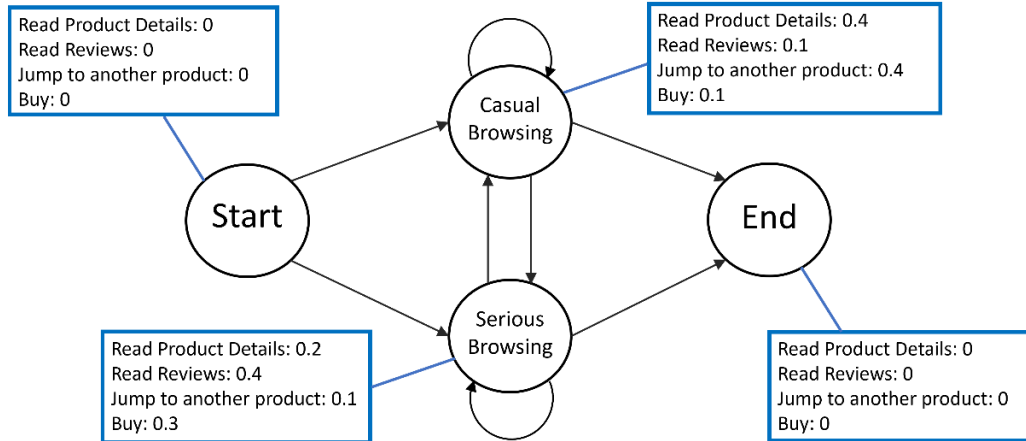 Read Product Details: 0
Read Reviews: 0
Jump to another product: 0
Buy: 0
Read Product Details: 0.4
Read Reviews: 0.1
Jump to another product: 0.4
Buy: 0.1
Casual
Browsing
Start
End
Serious
Browsing
Read Product Details: 0.2
Read Reviews: 0.4
Jump to another product: 0.1
Buy: 0.3
Read Product Details: 0
Read Reviews: 0
Jump to another product: 0
Buy: 0